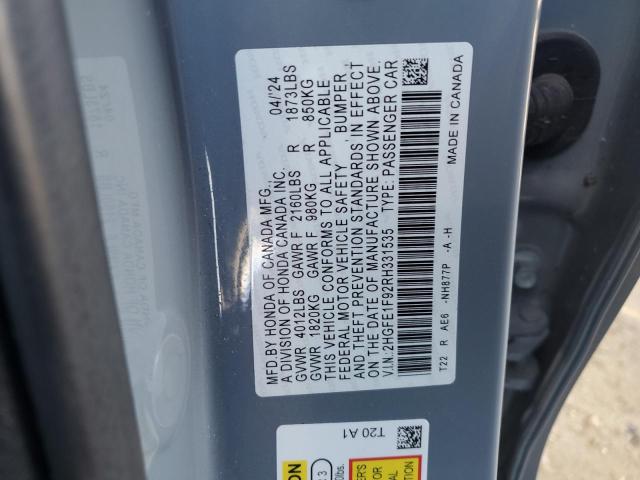 MFD.BY HONDA OF CANADA MFG., 04/'24
A DIVISION OF HONDA CANADA INC.
GVWR 4012LBS GAWR F 2160LBS R 1873LBS
GVWR 1820KG GAWR F 980KG R 850KG
THIS VEHICLE CONFORMS TO ALL APPLICABLE
FEDERAL MOTOR VEHICLE SAFETY , BUMPER ,
AND THEFT PREVENTION STANDARDS IN EFFECT
ON THE DATE OF MANUFACTURE SHOWN ABOVE.
V.I.N.:2HGFE1F92RH331535 TYPE: PASSENGER CAR
T22 R AE6 -NH877P -A -H
MADE IN CANADA
T20 A1